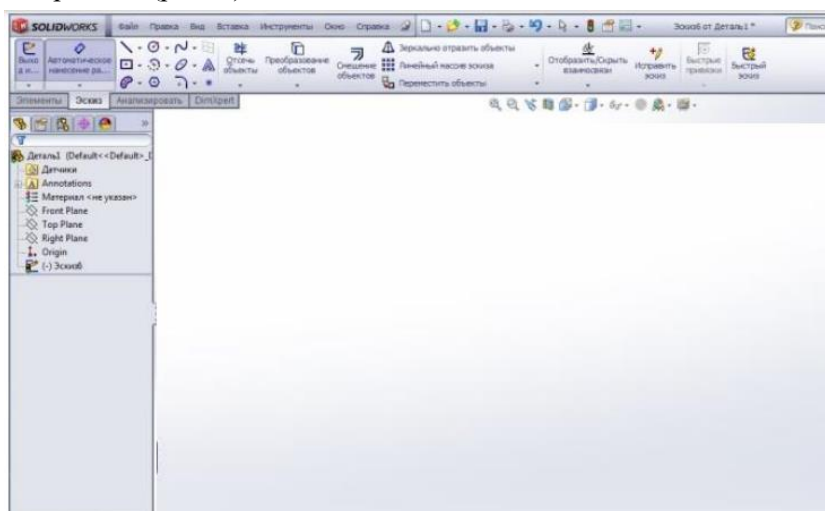 SOLIDWORKS Файл Правка Вид Вставка Инструменты Окно Справка Эскиз6 от Деталь1 * Поис
Выхо д и... Автоматическое нанесение ра... Отсечь объекты Преобразование объектов Смещение объектов Зеркально отразить объекты Линейный массив эскиза Переместить объекты Отобразить/Скрыть взаимосвязи Исправить эскиз Быстрые привязки Быстрый эскиз
Элементы Эскиз Анализировать DimXpert
Деталь1 (Default<<Default>_D
Датчики
Annotations
Материал <не указан>
Front Plane
Top Plane
Right Plane
Origin
(-) Эскиз6